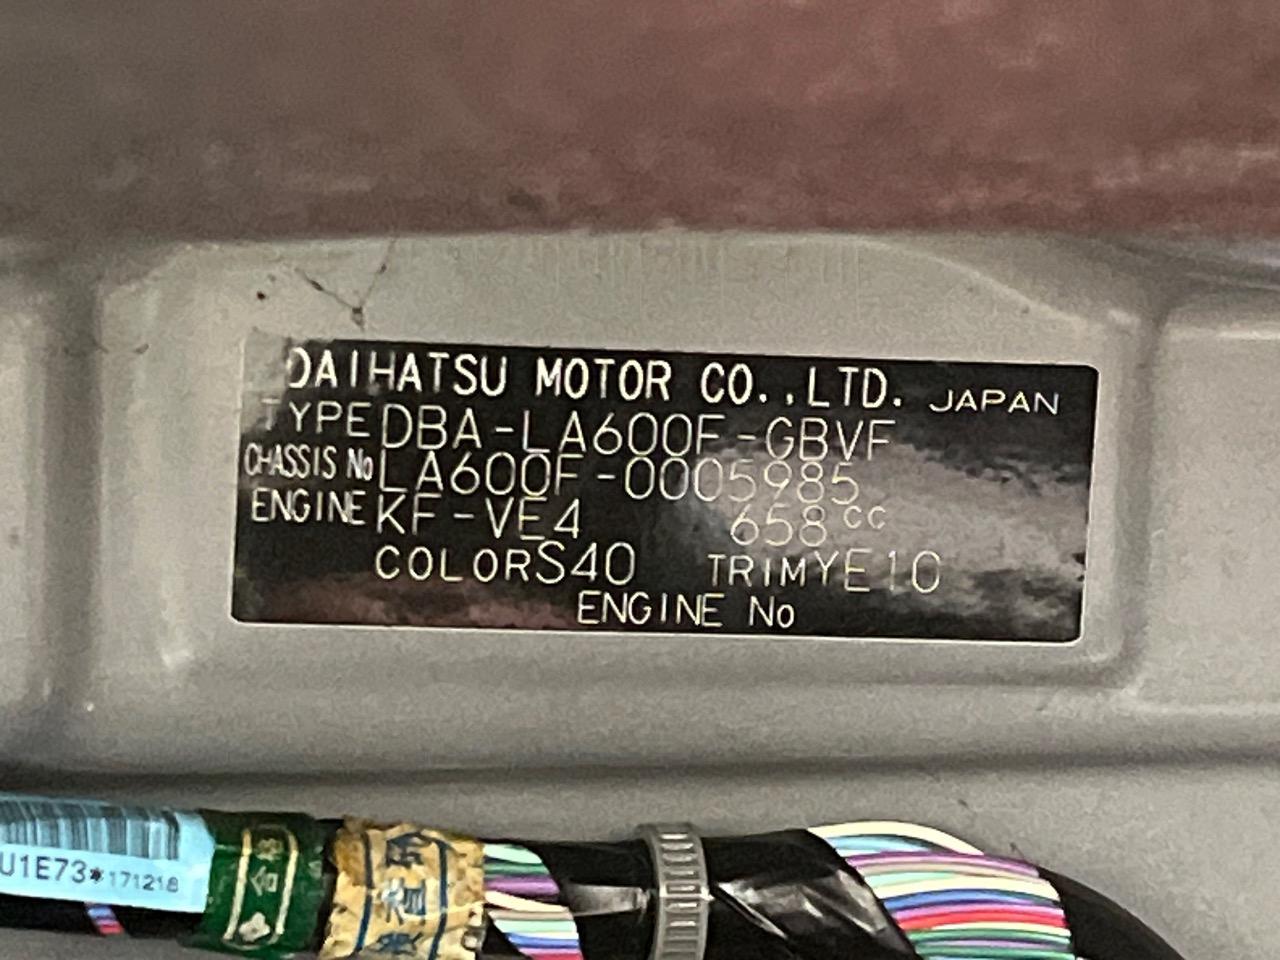 DAIHATSU MOTOR CO.,LTD. JAPAN
TYPE DBA-LA600F-GBVF
CHASSIS No LA600F-0005985
ENGINE KF-VE4 658cc
COLOR S40 TRIM YE10
ENGINE No
U1E73*171218